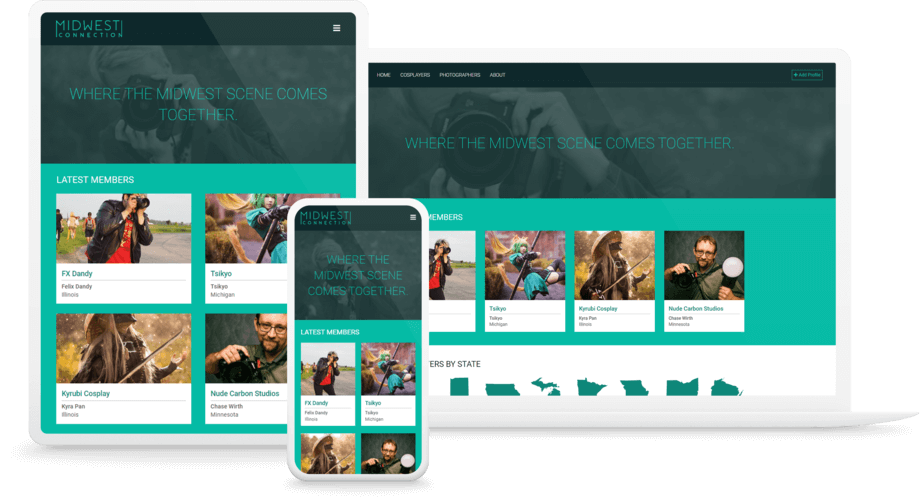 MIDWEST
CONNECTION
WHERE THE MIDWEST SCENE COMES
TOGETHER.
LATEST MEMBERS
FX Dandy
Felix Dandy
Illinois
Tsikyo
Tsikyo
Michigan
Kyrubi Cosplay
Kyra Pan
Illinois
Nude Carbon Studios
Chase Wirth
Minnesota
MIDWEST
CONNECTION
WHERE THE
MIDWEST SCENE
COMES TOGETHER.
LATEST MEMBERS
FX Dandy
Felix Dandy
Illinois
Tsikyo
Tsikyo
Michigan
HOME COSPLAYERS PHOTOGRAPHERS ABOUT
+ Add Profile
WHERE THE MIDWEST SCENE COMES TOGETHER.
MEMBERS
Tsikyo
Tsikyo
Michigan
Kyrubi Cosplay
Kyra Pan
Illinois
Nude Carbon Studios
Chase Wirth
Minnesota
ERS BY STATE